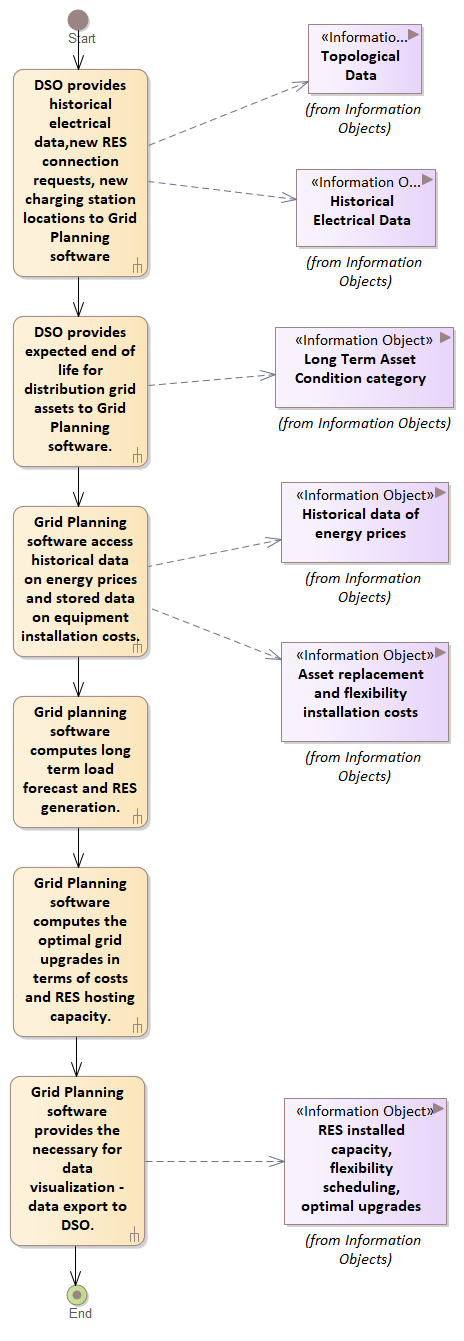 Start
DSO provides
historical
electrical
data,new RES
connection
requests, new
charging station
locations to Grid
Planning
software
«Informatio...
Topological
Data
(from Information
Objects)
«Information O...
Historical
Electrical Data
(from Information
Objects)
DSO provides
expected end of
life for
distribution grid
assets to Grid
Planning
software.
«Information Object»
Long Term Asset
Condition category
(from Information Objects)
Grid Planning
software access
historical data
on energy prices
and stored data
on equipment
installation costs.
«Information Object»
Historical data of
energy prices
(from Information
Objects)
«Information Object»
Asset replacement
and flexibility
installation costs
(from Information
Objects)
Grid planning
software
computes long
term load
forecast and RES
generation.
Grid Planning
software
computes the
optimal grid
upgrades in
terms of costs
and RES hosting
capacity.
Grid Planning
software
provides the
necessary for
data
visualization -
data export to
DSO.
«Information Object»
RES installed
capacity,
flexibility
scheduling,
optimal upgrades
(from Information
Objects)
End